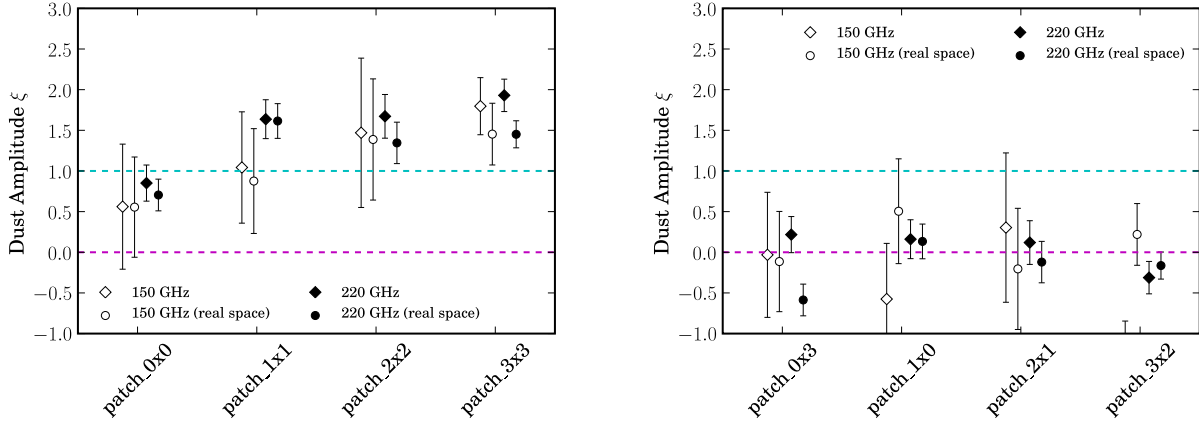 Dust Amplitude ξ
3.0
2.5
2.0
1.5
1.0
0.5
0.0
−0.5
−1.0
150 GHz
220 GHz
150 GHz (real space)
220 GHz (real space)
patch_0x0
patch_1x1
patch_2x2
patch_3x3
Dust Amplitude ξ
3.0
2.5
2.0
1.5
1.0
0.5
0.0
−0.5
−1.0
150 GHz
220 GHz
150 GHz (real space)
220 GHz (real space)
patch_0x3
patch_1x0
patch_2x1
patch_3x2